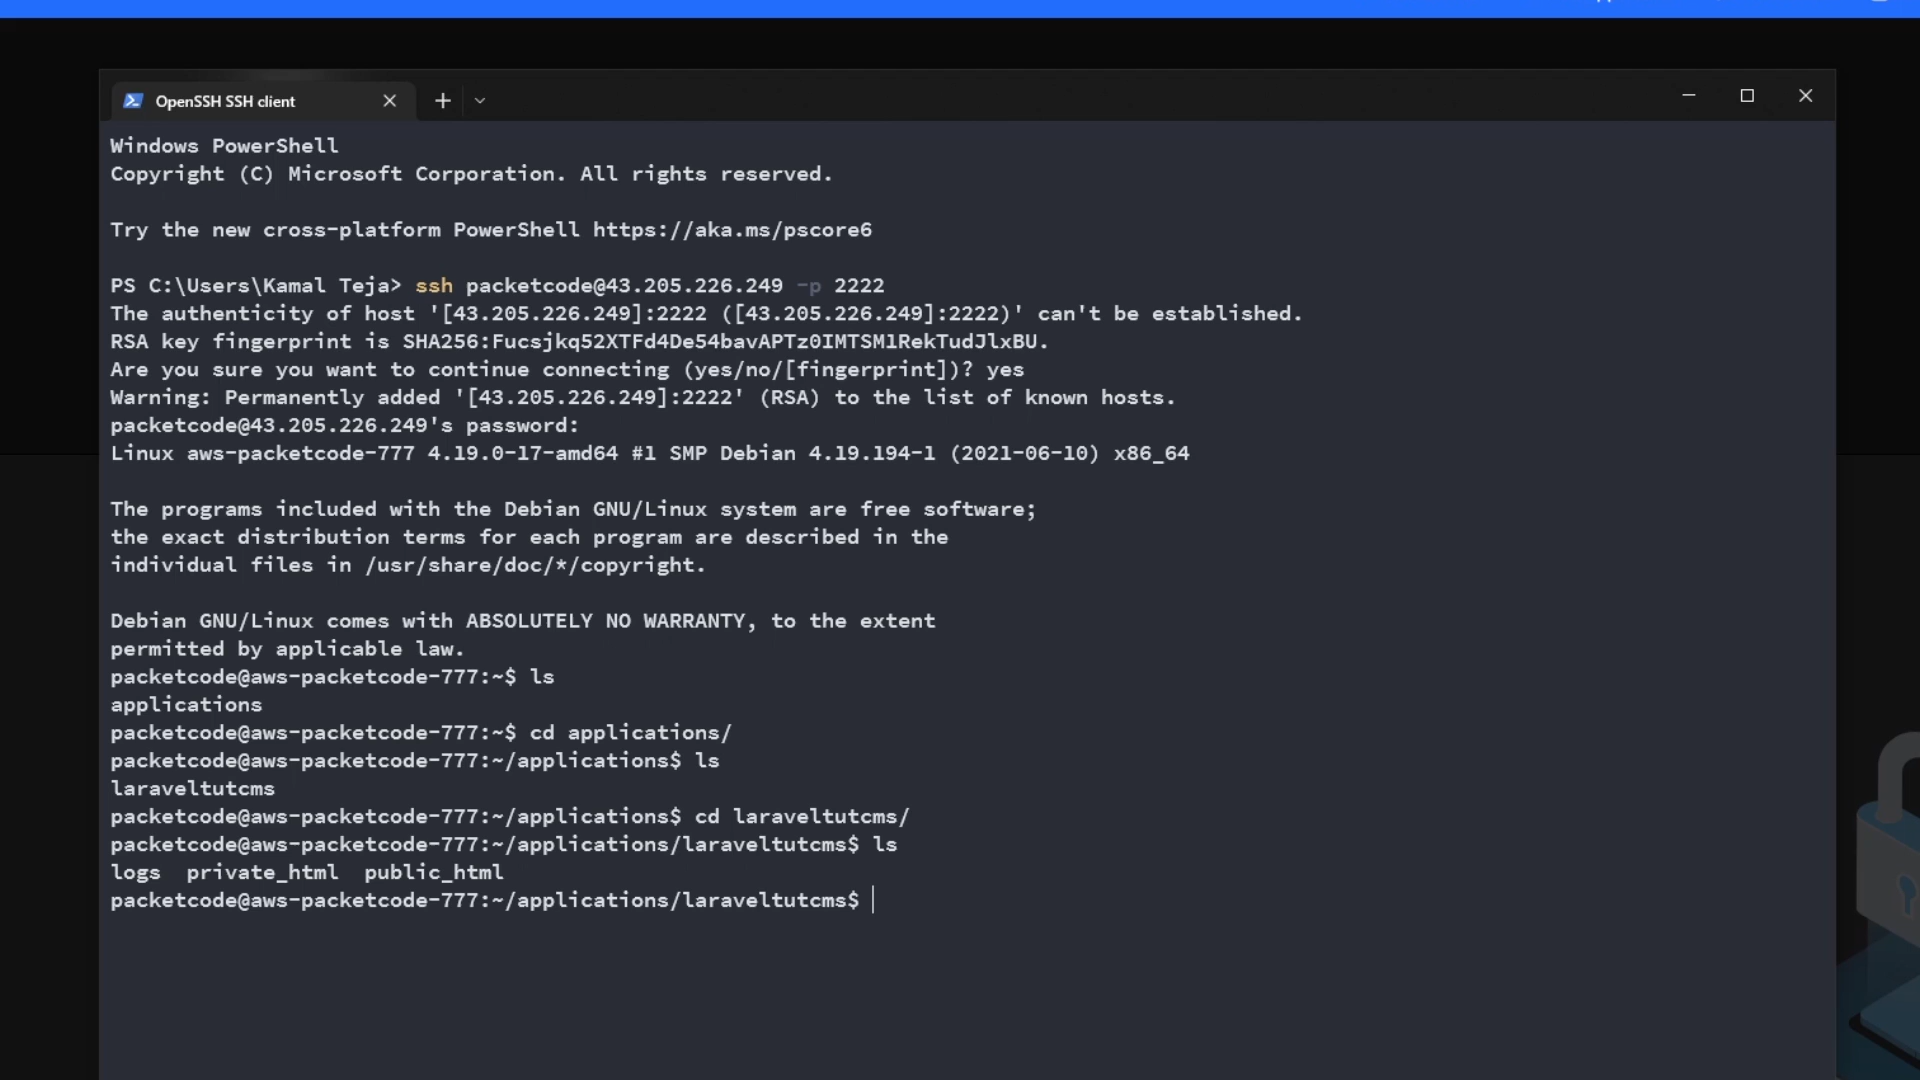 OpenSSH SSH client
Windows PowerShell
Copyright (C) Microsoft Corporation. All rights reserved.
Try the new cross-platform PowerShell https://aka.ms/pscore6
PS C:\Users\Kamal Teja> ssh packetcode@43.205.226.249 -p 2222
The authenticity of host '[43.205.226.249]:2222 ([43.205.226.249]:2222)' can't be established.
RSA key fingerprint is SHA256:Fucsjkq52XTFd4De54bavAPTz0IMTSM1RekTudJlxBU.
Are you sure you want to continue connecting (yes/no/[fingerprint])? yes
Warning: Permanently added '[43.205.226.249]:2222' (RSA) to the list of known hosts.
packetcode@43.205.226.249's password:
Linux aws-packetcode-777 4.19.0-17-amd64 #1 SMP Debian 4.19.194-1 (2021-06-10) x86_64
The programs included with the Debian GNU/Linux system are free software;
the exact distribution terms for each program are described in the
individual files in /usr/share/doc/*/copyright.
Debian GNU/Linux comes with ABSOLUTELY NO WARRANTY, to the extent
permitted by applicable law.
packetcode@aws-packetcode-777:~$ ls
applications
packetcode@aws-packetcode-777:~$ cd applications/
packetcode@aws-packetcode-777:~/applications$ ls
laraveltutcms
packetcode@aws-packetcode-777:~/applications$ cd laraveltutcms/
packetcode@aws-packetcode-777:~/applications/laraveltutcms$ ls
logs  private_html  public_html
packetcode@aws-packetcode-777:~/applications/laraveltutcms$